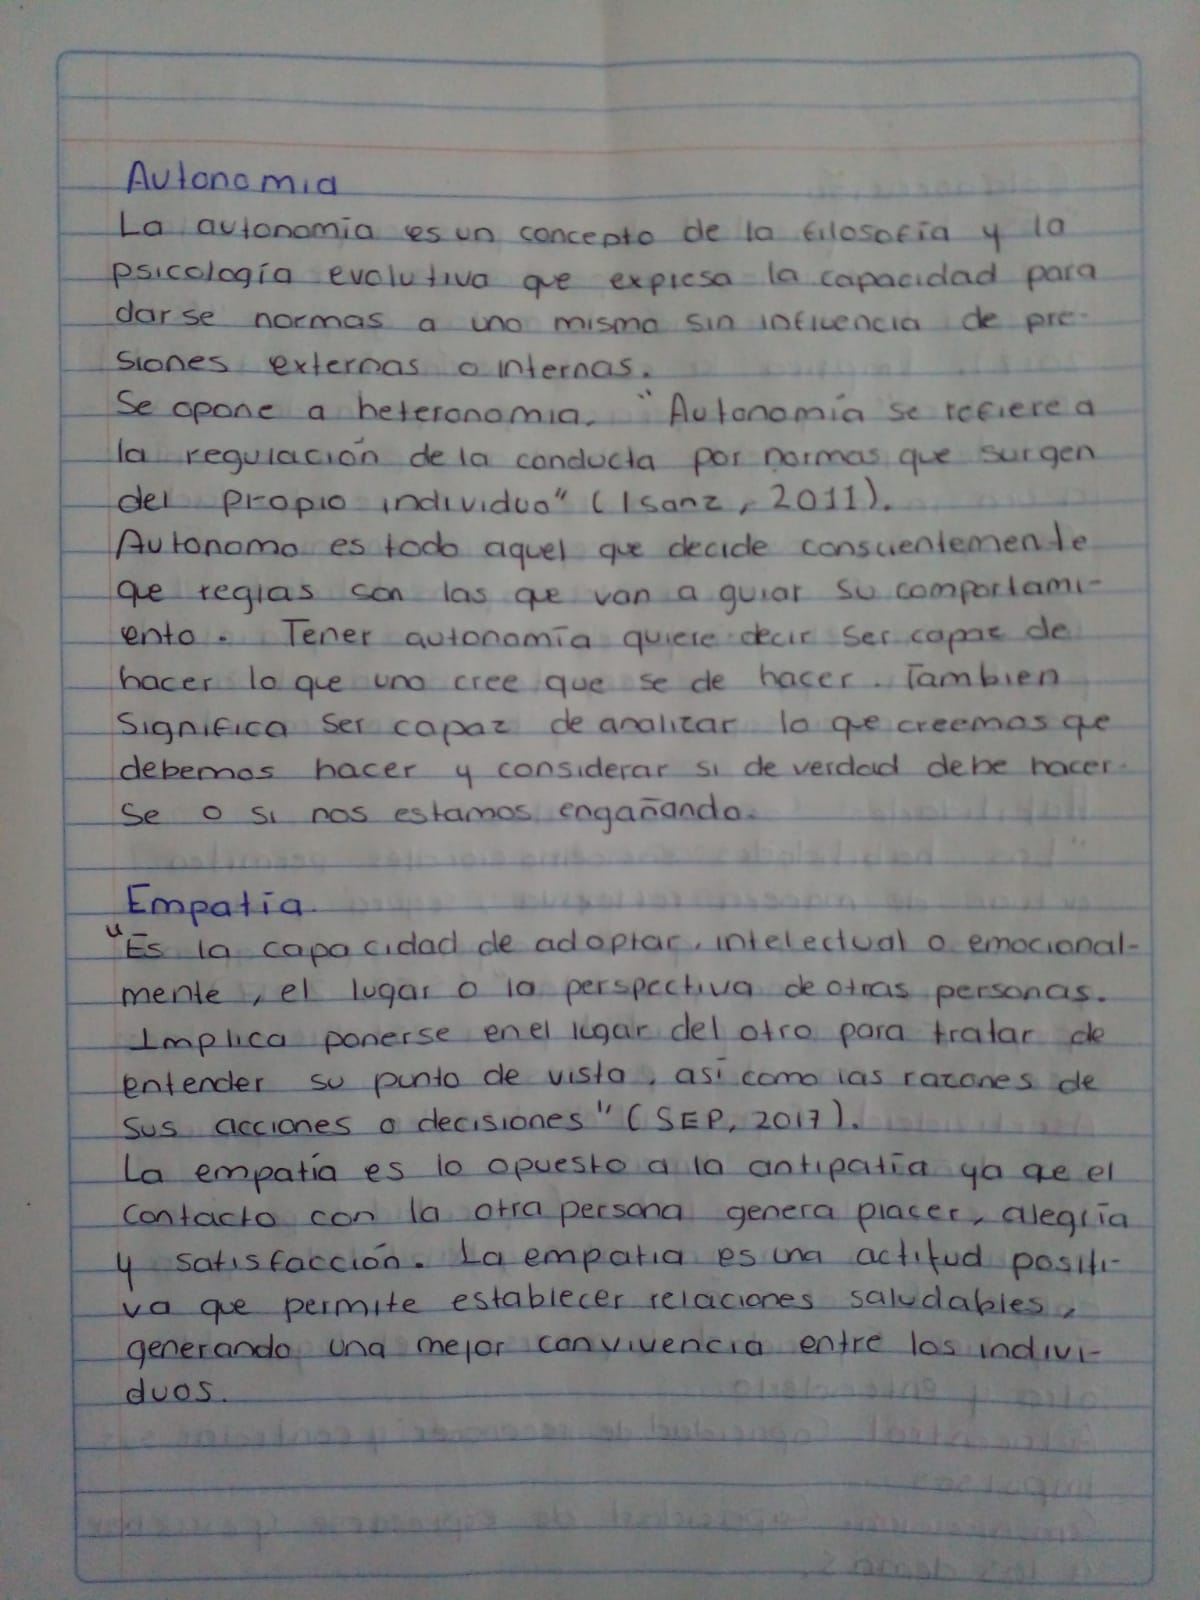 Autonomia
La autonomía es un concepto de la filosofía y la
psicología evolutiva que expresa la capacidad para
darse normas a uno mismo sin influencia de pre-
siones externas o internas.
Se opone a heteronomia. "Autonomía se refiere a
la regulación de la conducta por normas que surgen
del propio individuo" (Isanz, 2011).
Autonomo es todo aquel que decide conscientemente
que reglas son las que van a guiar su comportami-
ento. Tener autonomía quiere decir ser capaz de
hacer lo que uno cree que se de hacer. Tambien
significa ser capaz de analizar lo que creemos que
debemos hacer y considerar si de verdad debe hacer-
se o si nos estamos engañando.
Empatía
"Es la capacidad de adoptar, intelectual o emocional-
mente, el lugar o la perspectiva de otras personas.
Implica ponerse en el lugar del otro para tratar de
entender su punto de vista, así como las razones de
sus acciones o decisiones" (SEP, 2017).
La empatía es lo opuesto a la antipatía ya que el
contacto con la otra persona genera placer, alegría
y satisfacción. La empatia es una actitud positi-
va que permite establecer relaciones saludables,
generando una mejor convivencia entre los indivi-
duos.